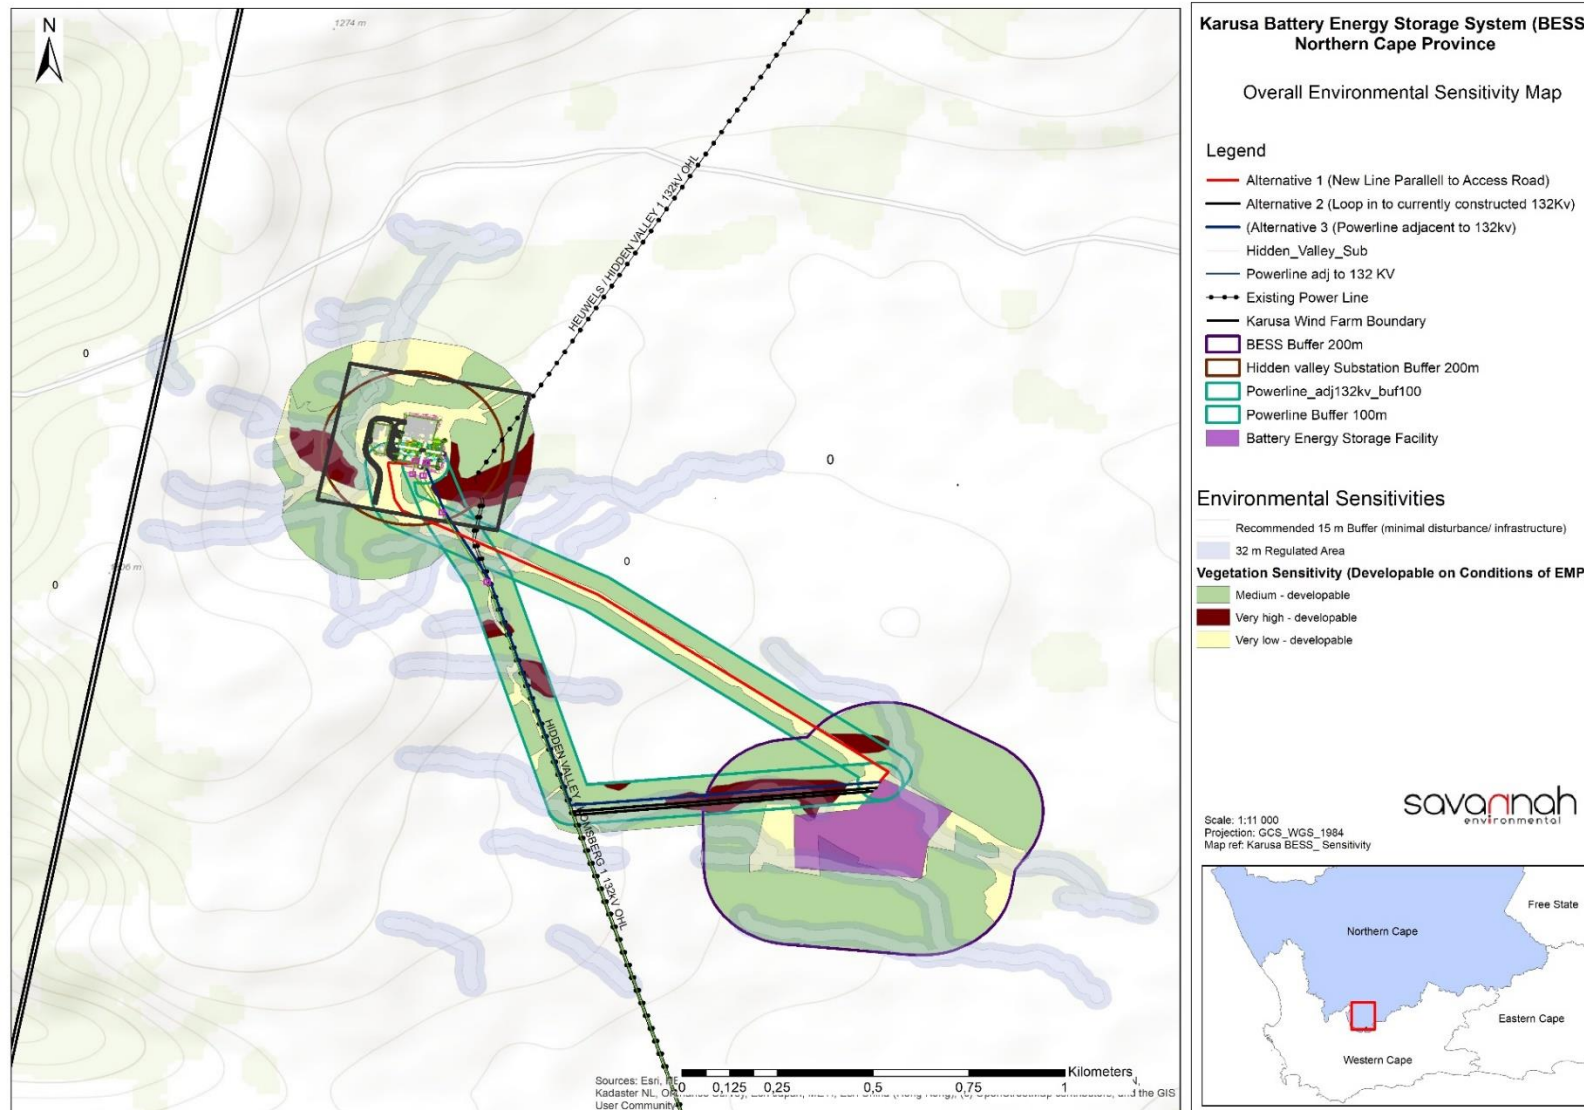 N
1274 m
HEUWELS / HIDDEN VALLEY 1 132kV OHL
0
0
0
0
HIDDEN VALLEY
OMSBERG 1 132kV OHL
Kilometers
0 0,125 0,25 0,5 0,75 1
Sources: Esri,
Kadaster NL,
and the GIS
User Community
Karusa Battery Energy Storage System (BESS
Northern Cape Province
Overall Environmental Sensitivity Map
Legend
Alternative 1 (New Line Parallell to Access Road)
Alternative 2 (Loop in to currently constructed 132Kv)
(Alternative 3 (Powerline adjacent to 132kv)
Hidden_Valley_Sub
Powerline adj to 132 KV
Existing Power Line
Karusa Wind Farm Boundary
BESS Buffer 200m
Hidden valley Substation Buffer 200m
Powerline_adj132kv_buf100
Powerline Buffer 100m
Battery Energy Storage Facility
Environmental Sensitivities
Recommended 15 m Buffer (minimal disturbance/ infrastructure)
32 m Regulated Area
Vegetation Sensitivity (Developable on Conditions of EMP
Medium - developable
Very high - developable
Very low - developable
savannah
environmental
Scale: 1:11 000
Projection: GCS_WGS_1984
Map ref: Karusa BESS_ Sensitivity
Northern Cape
Free State
Eastern Cape
Western Cape